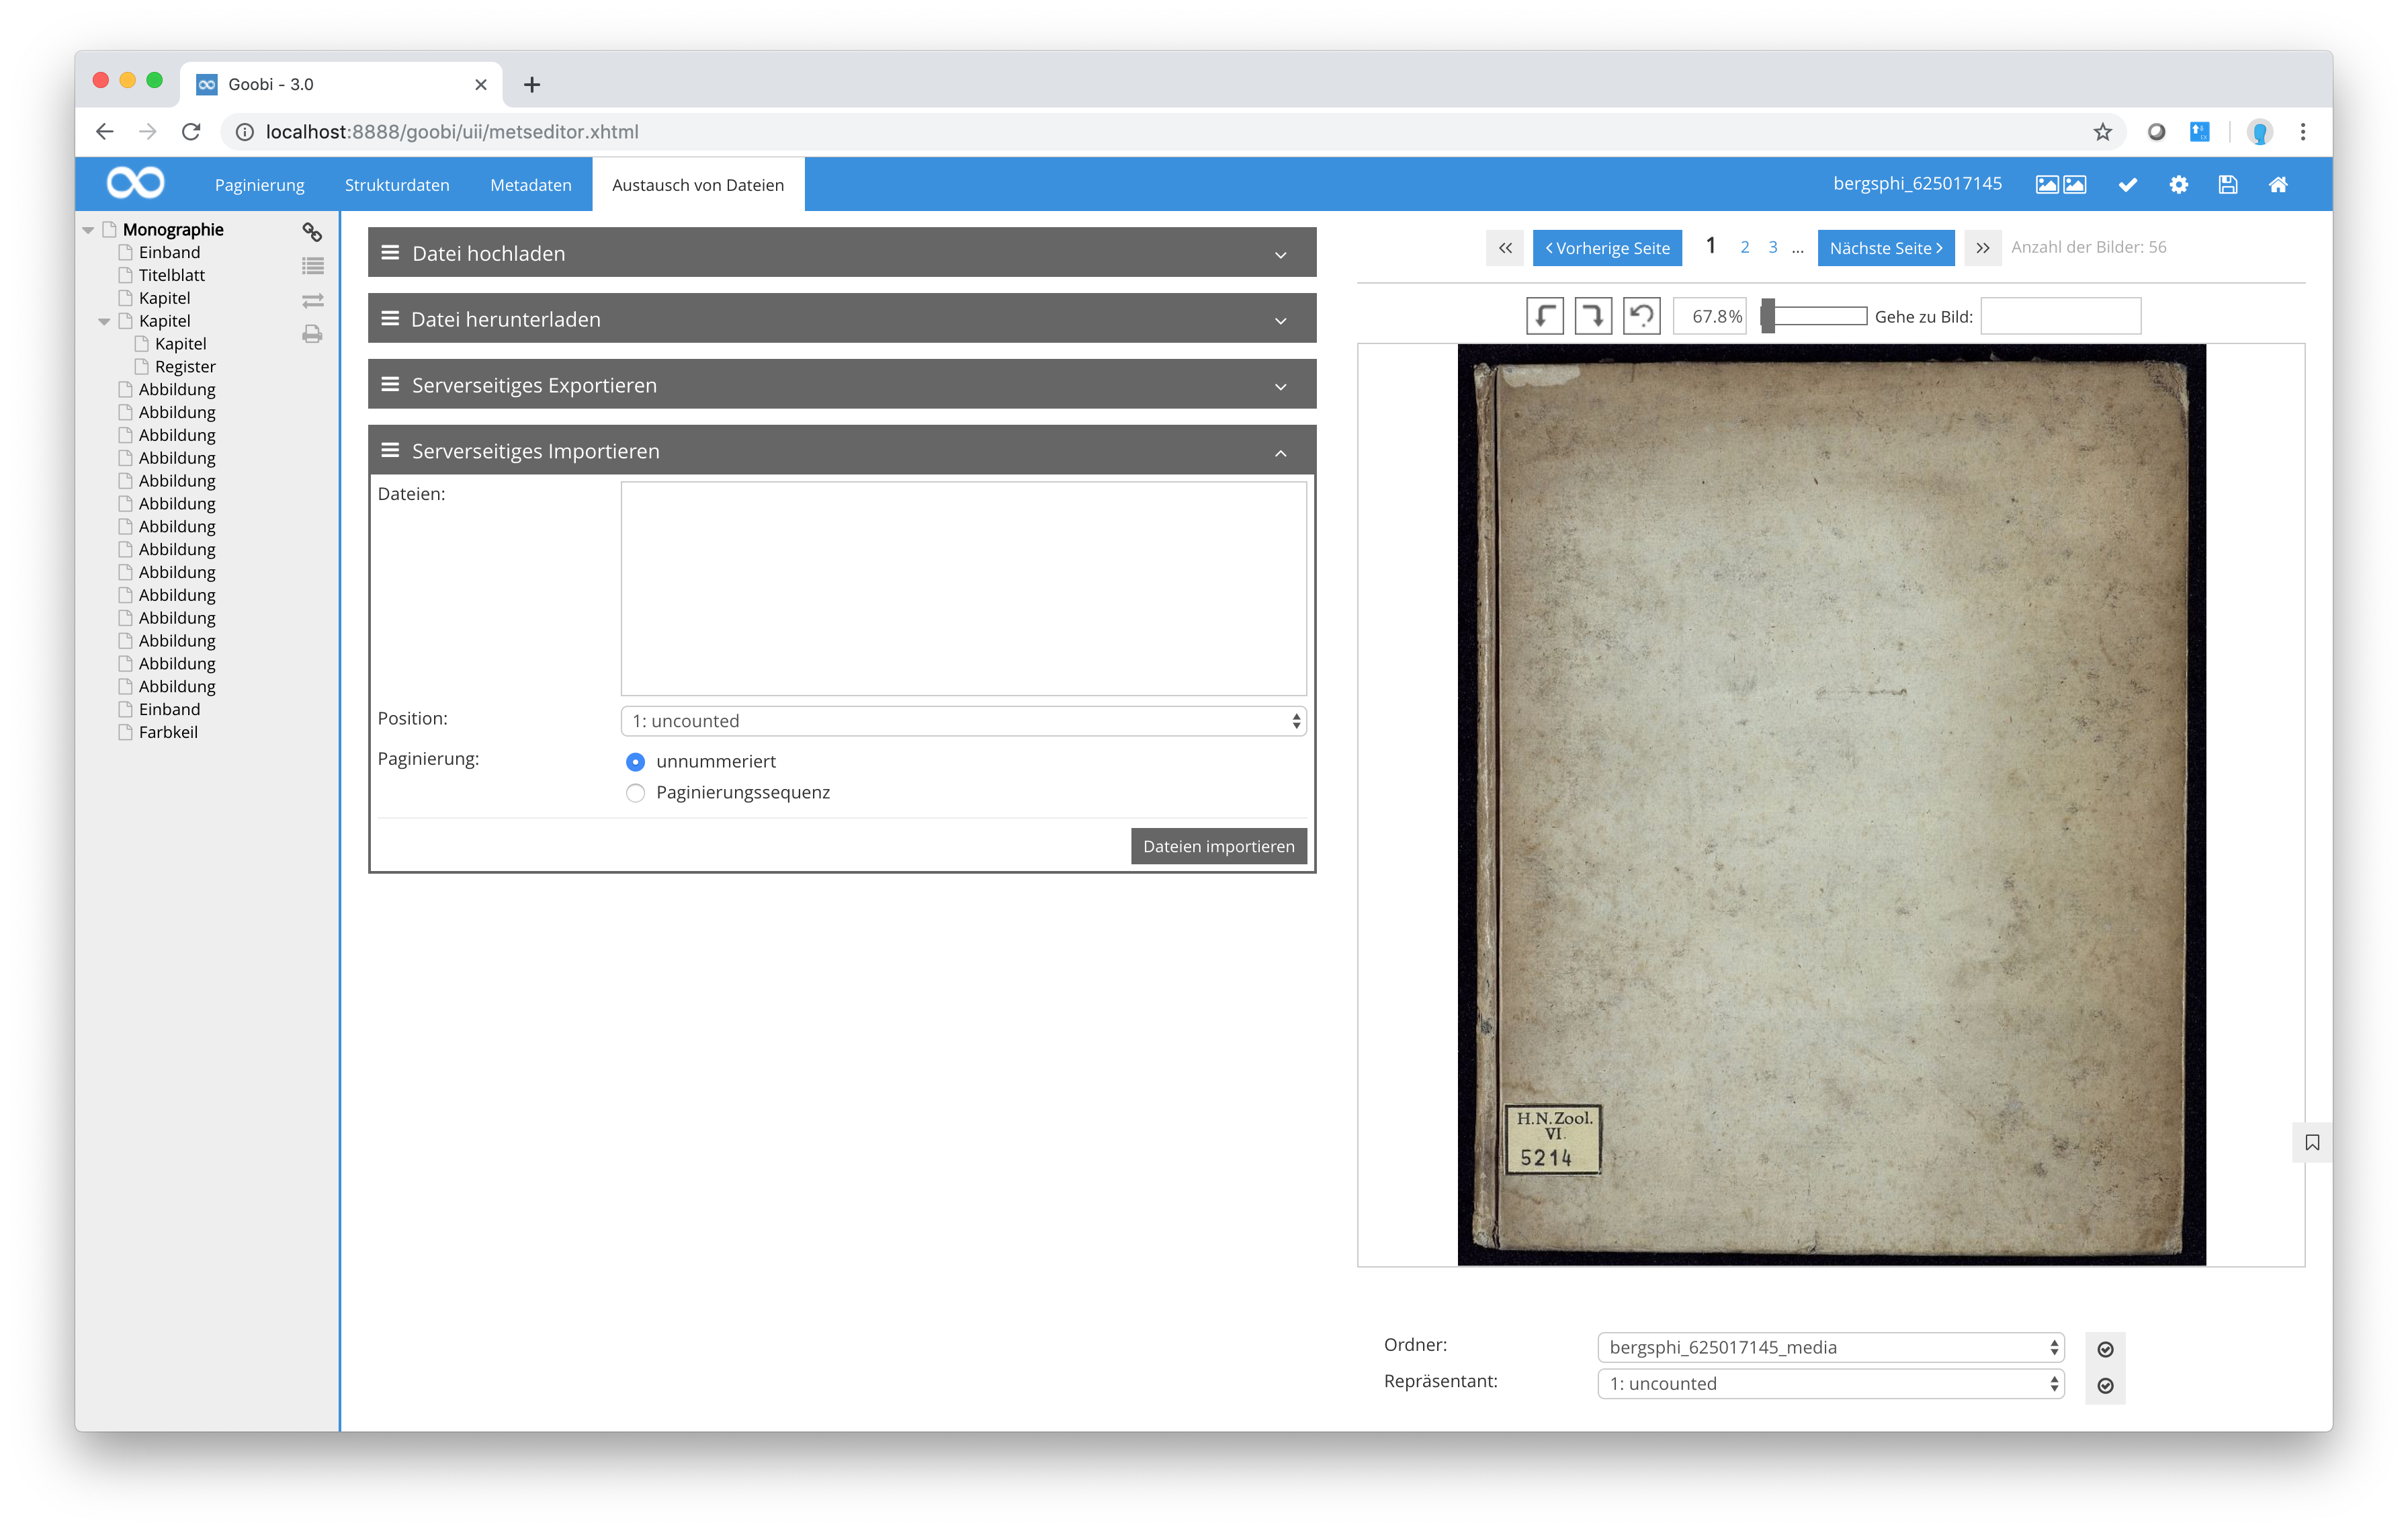 Goobi - 3.0
localhost:8888/goobi/uii/metseditor.xhtml
Paginierung
Strukturdaten
Metadaten
Austausch von Dateien
bergsphi_625017145
Monographie
Einband
Titelblatt
Kapitel
Kapitel
Kapitel
Register
Abbildung
Abbildung
Abbildung
Abbildung
Abbildung
Abbildung
Abbildung
Abbildung
Abbildung
Abbildung
Abbildung
Abbildung
Abbildung
Abbildung
Einband
Farbkeil
Datei hochladen
Datei herunterladen
Serverseitiges Exportieren
Serverseitiges Importieren
Dateien:
Position:
1: uncounted
Paginierung:
unnummeriert
Paginierungssequenz
Dateien importieren
Vorherige Seite
1 2 3 ...
Nächste Seite
Anzahl der Bilder: 56
67.8%
Gehe zu Bild:
H.N.Zool.
VI.
5214
Ordner:
bergsphi_625017145_media
Repräsentant:
1: uncounted